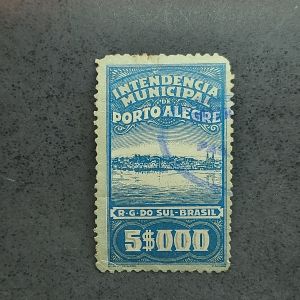 INTENDENCIA
MUNICIPAL
DE
PORTO ALEGRE
R·G·DO SUL-BRASIL
5$000